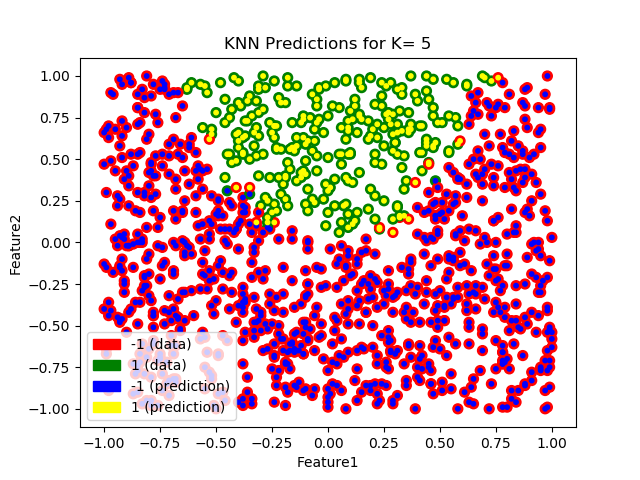 KNN Predictions for K= 5
1.00
0.75
0.50
0.25
0.00
−0.25
−0.50
−0.75
−1.00
Feature2
-1 (data)
1 (data)
-1 (prediction)
1 (prediction)
−1.00 −0.75 −0.50 −0.25 0.00 0.25 0.50 0.75 1.00
Feature1